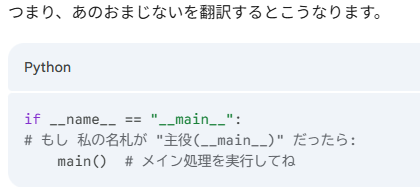 つまり、あのおまじないを翻訳するとこうなります。
Python
if __name__ == "__main__":
# もし 私の名札が "主役(__main__)" だったら:
    main()  # メイン処理を実行してね